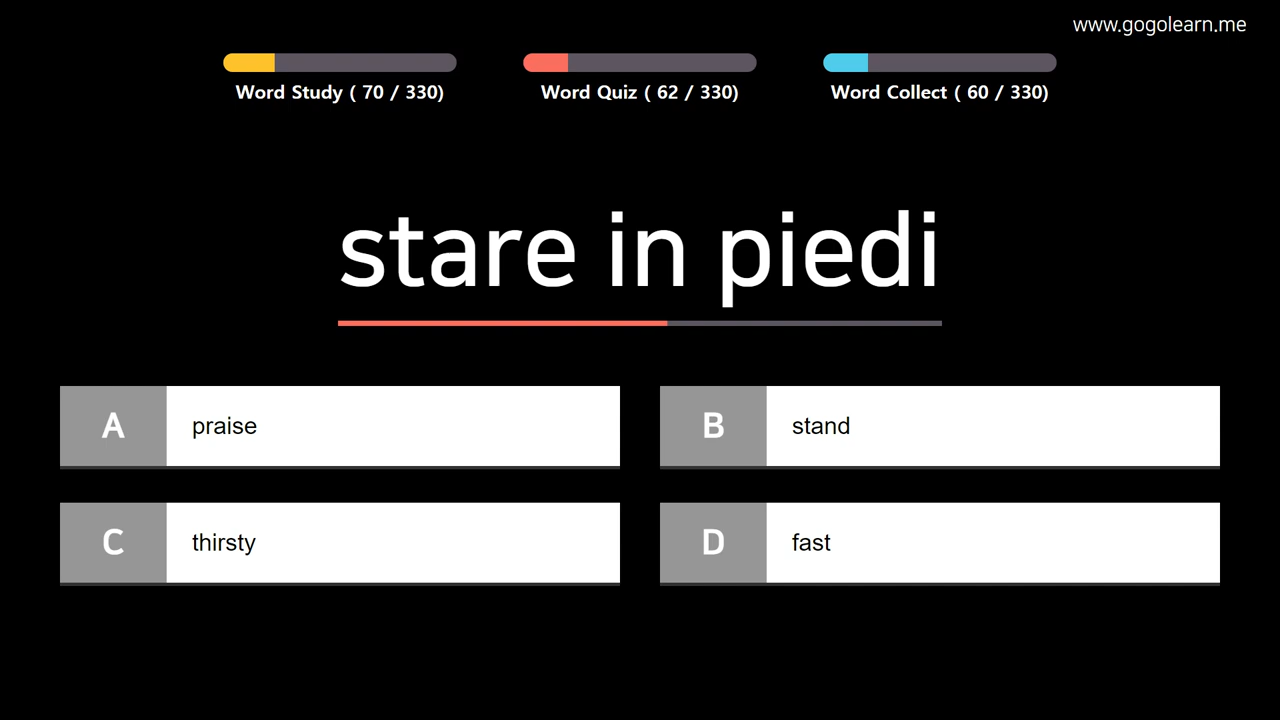 www.gogolearn.me
Word Study ( 70 / 330)
Word Quiz ( 62 / 330)
Word Collect ( 60 / 330)
stare in piedi
A praise
B stand
C thirsty
D fast